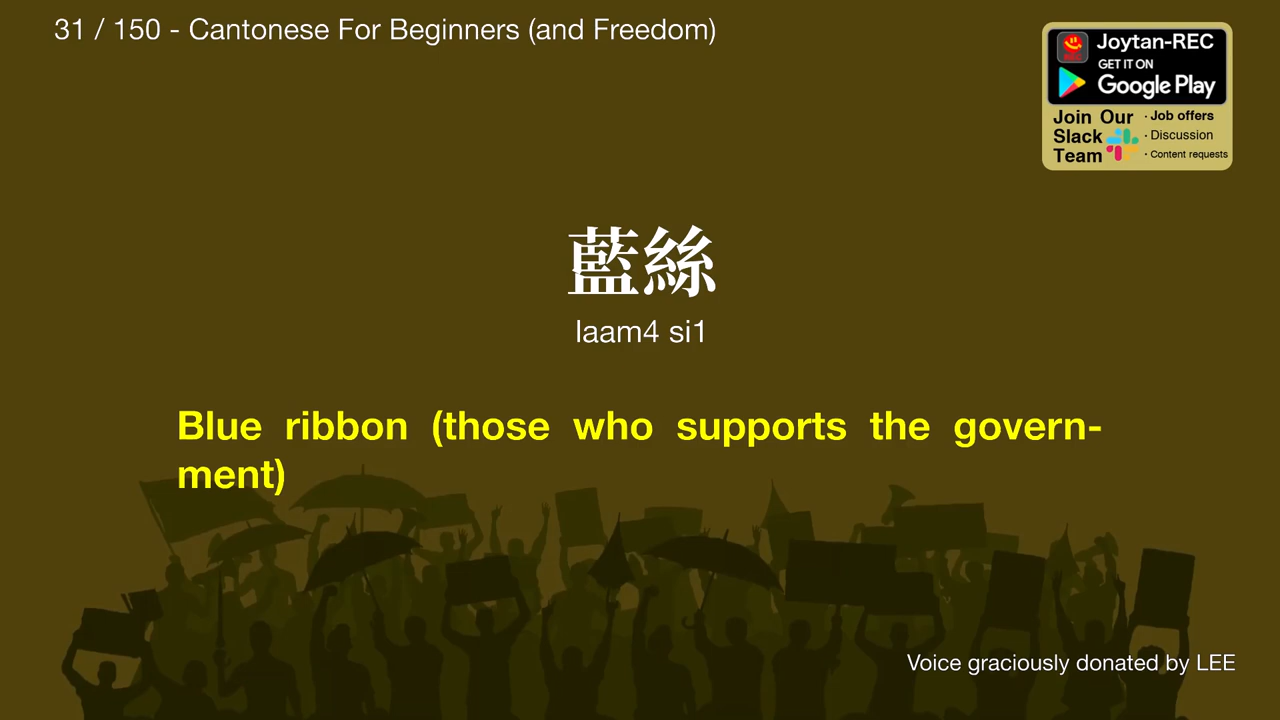 31 / 150 - Cantonese For Beginners (and Freedom)
Joytan-REC
GET IT ON
Google Play
Join Our
Slack
Team
· Job offers
· Discussion
· Content requests
藍絲
laam4 si1
Blue ribbon (those who supports the govern-
ment)
Voice graciously donated by LEE